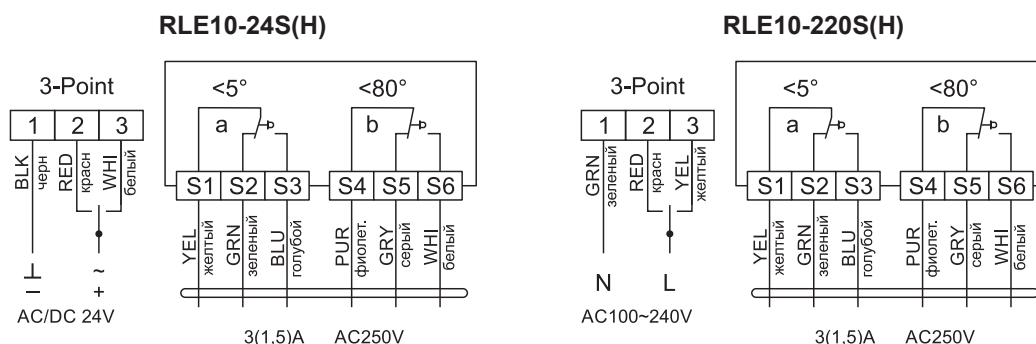 RLE10-24S(H)
3-Point
<5°
<80°
1 2 3
a
b
BLK
черн
RED
красн
WHI
белый
S1 S2 S3
S4 S5 S6
YEL
желтый
GRN
зеленый
BLU
голубой
PUR
фиолет.
GRY
серый
WHI
белый
~
− +
AC/DC 24V
3(1,5)A AC250V
RLE10-220S(H)
3-Point
<5°
<80°
1 2 3
a
b
GRN
зеленый
RED
красн
YEL
желтый
S1 S2 S3
S4 S5 S6
YEL
желтый
GRN
зеленый
BLU
голубой
PUR
фиолет.
GRY
серый
WHI
белый
N L
AC100~240V
3(1,5)A AC250V